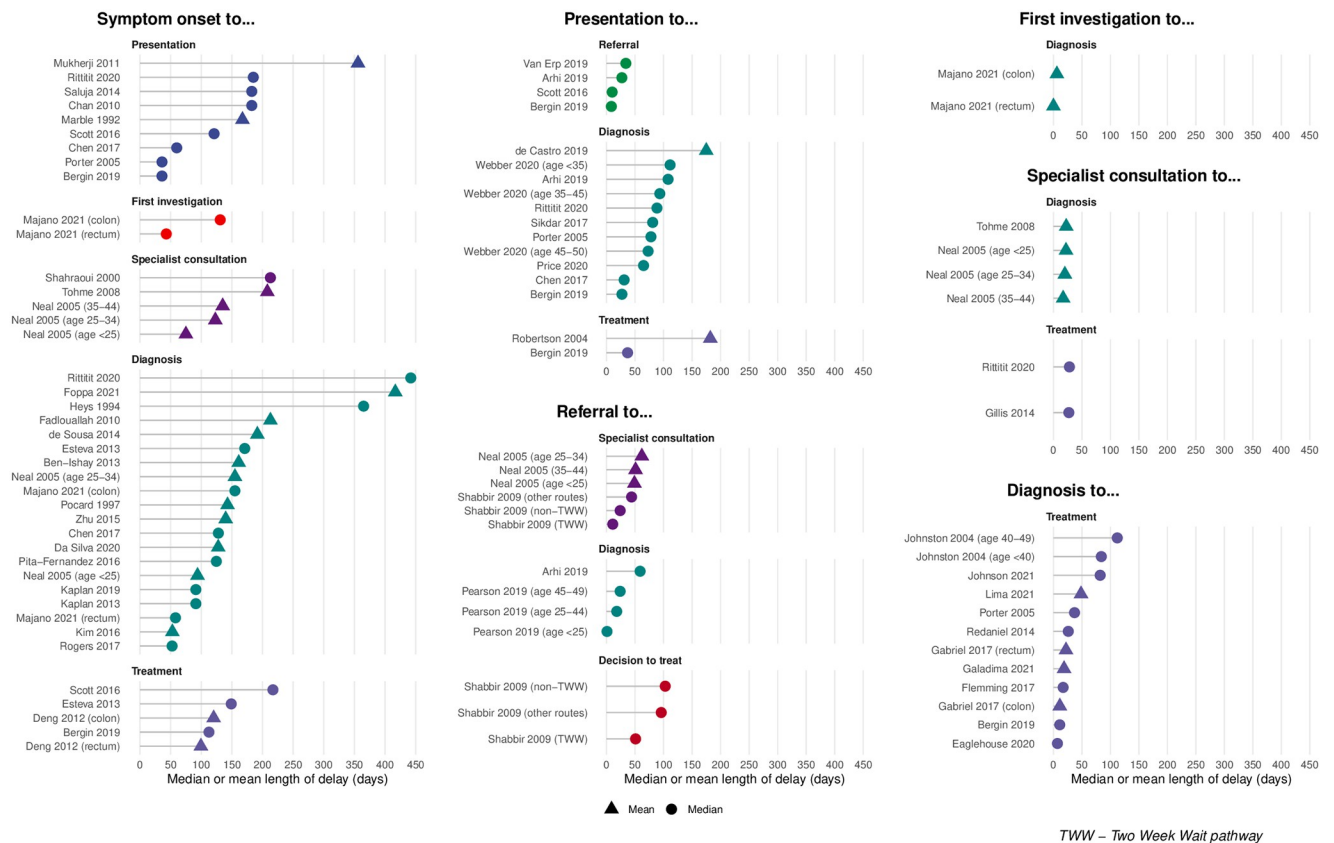 Symptom onset to...
Presentation
Mukherji 2011
Rittitit 2020
Saluja 2014
Chan 2010
Marble 1992
Scott 2016
Chen 2017
Porter 2005
Bergin 2019
First investigation
Majano 2021 (colon)
Majano 2021 (rectum)
Specialist consultation
Shahraoui 2000
Tohme 2008
Neal 2005 (35−44)
Neal 2005 (age 25−34)
Neal 2005 (age <25)
Diagnosis
Rittitit 2020
Foppa 2021
Heys 1994
Fadlouallah 2010
de Sousa 2014
Esteva 2013
Ben−Ishay 2013
Neal 2005 (age 25−34)
Majano 2021 (colon)
Pocard 1997
Zhu 2015
Chen 2017
Da Silva 2020
Pita−Fernandez 2016
Neal 2005 (age <25)
Kaplan 2019
Kaplan 2013
Majano 2021 (rectum)
Kim 2016
Rogers 2017
Treatment
Scott 2016
Esteva 2013
Deng 2012 (colon)
Bergin 2019
Deng 2012 (rectum)
0 50 100 150 200 250 300 350 400 450
Median or mean length of delay (days)
Presentation to...
Referral
Van Erp 2019
Arhi 2019
Scott 2016
Bergin 2019
Diagnosis
de Castro 2019
Webber 2020 (age <35)
Arhi 2019
Webber 2020 (age 35−45)
Rittitit 2020
Sikdar 2017
Porter 2005
Webber 2020 (age 45−50)
Price 2020
Chen 2017
Bergin 2019
Treatment
Robertson 2004
Bergin 2019
0 50 100 150 200 250 300 350 400 450
Referral to...
Specialist consultation
Neal 2005 (age 25−34)
Neal 2005 (35−44)
Neal 2005 (age <25)
Shabbir 2009 (other routes)
Shabbir 2009 (non−TWW)
Shabbir 2009 (TWW)
Diagnosis
Arhi 2019
Pearson 2019 (age 45−49)
Pearson 2019 (age 25−44)
Pearson 2019 (age <25)
Decision to treat
Shabbir 2009 (non−TWW)
Shabbir 2009 (other routes)
Shabbir 2009 (TWW)
0 50 100 150 200 250 300 350 400 450
Median or mean length of delay (days)
Mean Median
First investigation to...
Diagnosis
Majano 2021 (colon)
Majano 2021 (rectum)
0 50 100 150 200 250 300 350 400 450
Specialist consultation to...
Diagnosis
Tohme 2008
Neal 2005 (age <25)
Neal 2005 (age 25−34)
Neal 2005 (35−44)
Treatment
Rittitit 2020
Gillis 2014
0 50 100 150 200 250 300 350 400 450
Diagnosis to...
Treatment
Johnston 2004 (age 40−49)
Johnston 2004 (age <40)
Johnson 2021
Lima 2021
Porter 2005
Redaniel 2014
Gabriel 2017 (rectum)
Galadima 2021
Flemming 2017
Gabriel 2017 (colon)
Bergin 2019
Eaglehouse 2020
0 50 100 150 200 250 300 350 400 450
Median or mean length of delay (days)
TWW − Two Week Wait pathway